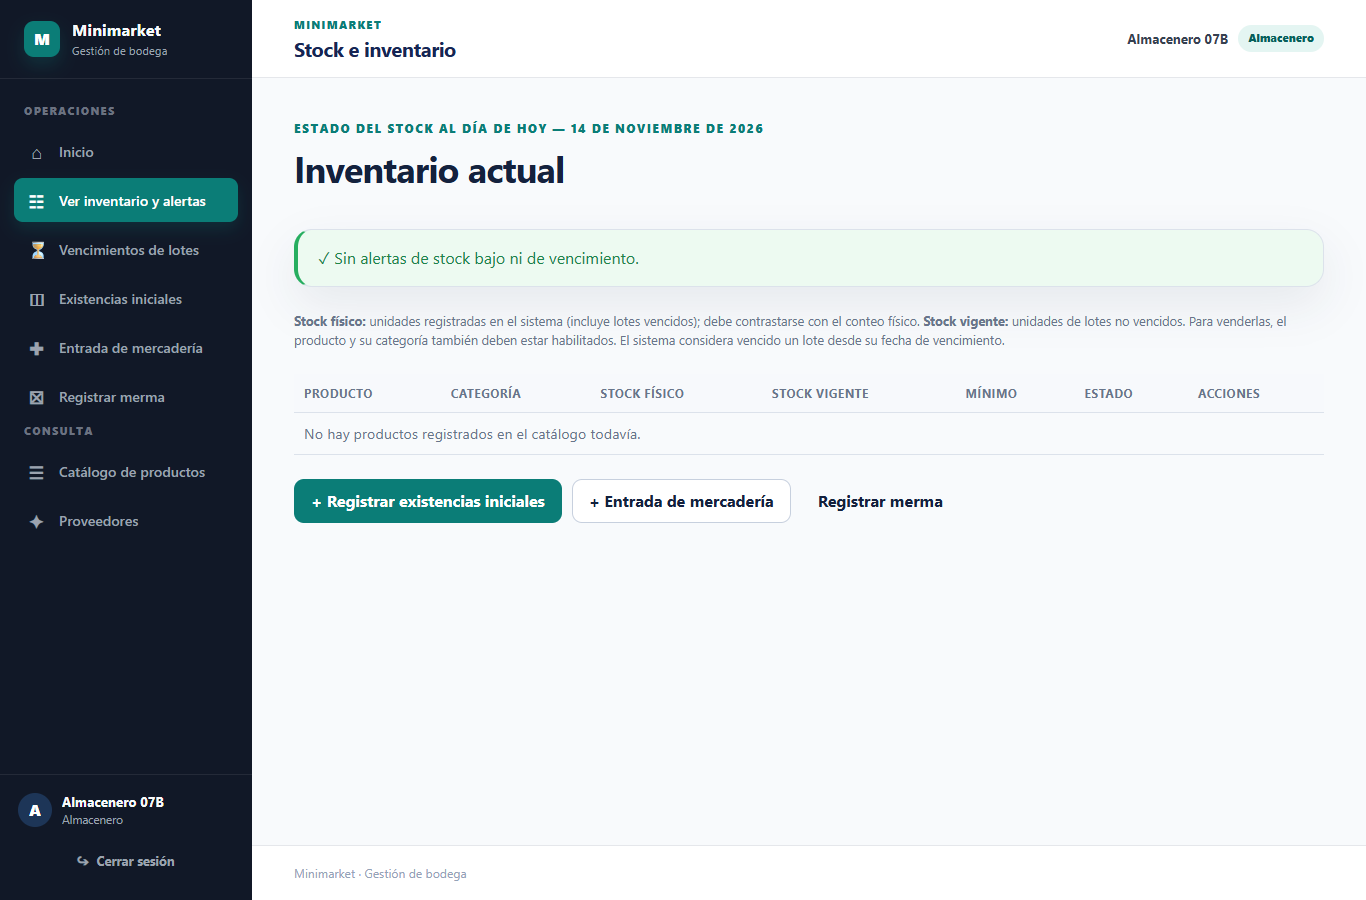 M
Minimarket
Gestión de bodega
OPERACIONES
Inicio
Ver inventario y alertas
Vencimientos de lotes
Existencias iniciales
Entrada de mercadería
Registrar merma
CONSULTA
Catálogo de productos
Proveedores
A
Almacenero 07B
Almacenero
Cerrar sesión
MINIMARKET
Stock e inventario
Almacenero 07B
Almacenero
ESTADO DEL STOCK AL DÍA DE HOY — 14 DE NOVIEMBRE DE 2026
Inventario actual
✓ Sin alertas de stock bajo ni de vencimiento.
Stock físico: unidades registradas en el sistema (incluye lotes vencidos); debe contrastarse con el conteo físico. Stock vigente: unidades de lotes no vencidos. Para venderlas, el
producto y su categoría también deben estar habilitados. El sistema considera vencido un lote desde su fecha de vencimiento.
PRODUCTO CATEGORÍA STOCK FÍSICO STOCK VIGENTE MÍNIMO ESTADO ACCIONES
No hay productos registrados en el catálogo todavía.
+ Registrar existencias iniciales
+ Entrada de mercadería
Registrar merma
Minimarket · Gestión de bodega